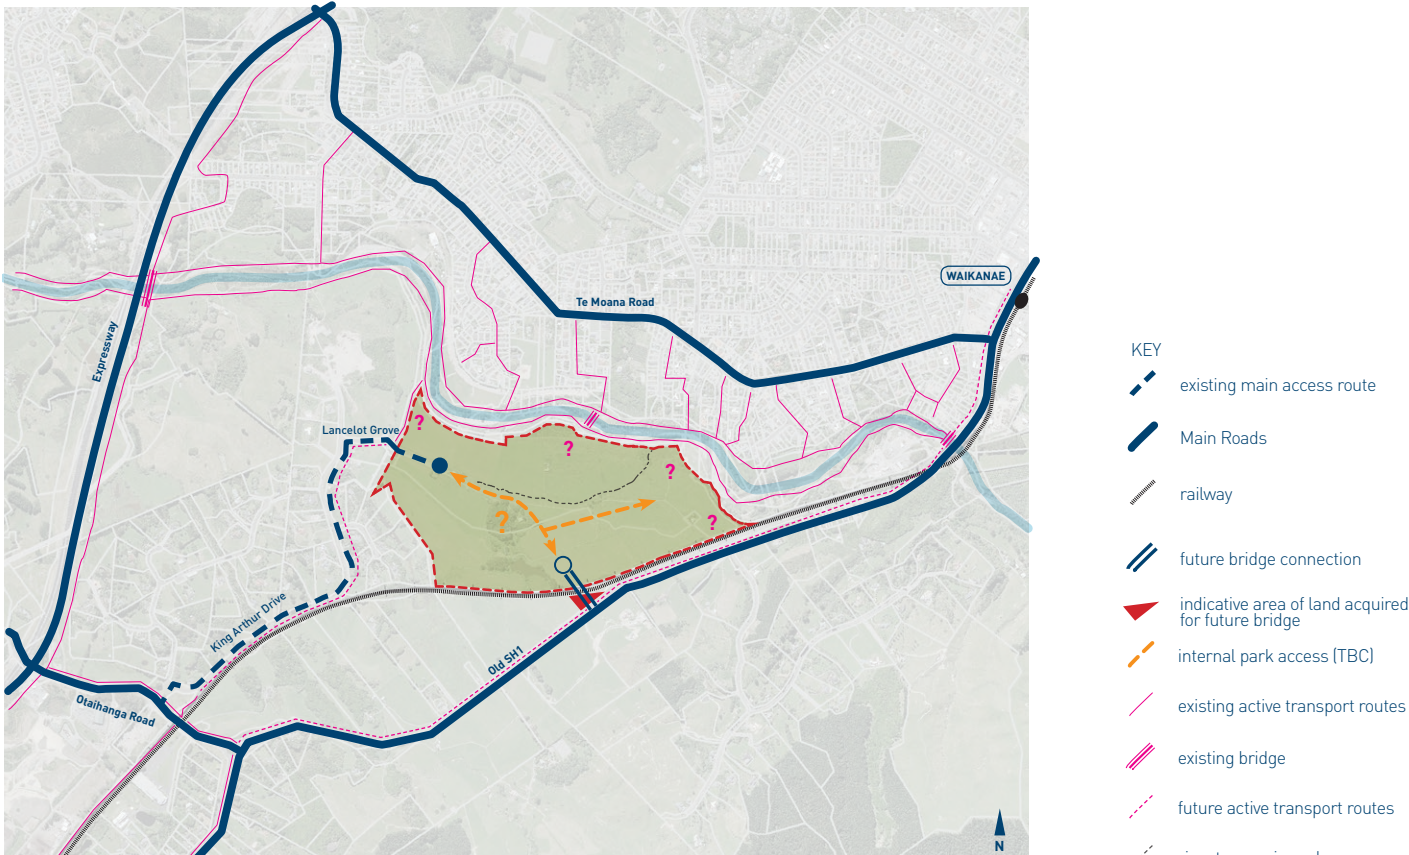 WAIKANAE
Te Moana Road
Expressway
Lancelot Grove
?
?
?
?
?
King Arthur Drive
Old SH1
Otaihanga Road
N
KEY
existing main access route
Main Roads
railway
future bridge connection
indicative area of land acquired
for future bridge
internal park access (TBC)
existing active transport routes
existing bridge
future active transport routes